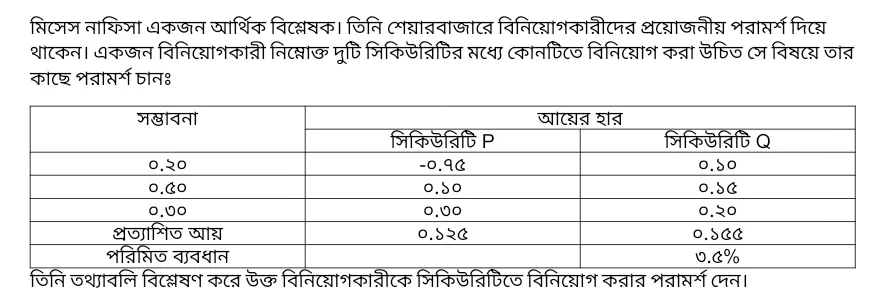 মিসেস নাফিসা একজন আর্থিক বিশ্লেষক। তিনি শেয়ারবাজারে বিনিয়োগকারীদের প্রয়োজনীয় পরামর্শ দিয়ে
থাকেন। একজন বিনিয়োগকারী নিম্নোক্ত দুটি সিকিউরিটির মধ্যে কোনটিতে বিনিয়োগ করা উচিত সে বিষয়ে তার
কাছে পরামর্শ চানঃ
সম্ভাবনা আয়ের হার
সিকিউরিটি P সিকিউরিটি Q
০.২০ -০.৭৫ ০.১০
০.৫০ ০.১০ ০.১৫
০.৩০ ০.৩০ ০.২০
প্রত্যাশিত আয় ০.১২৫ ০.১৫৫
পরিমিত ব্যবধান ৩.৫%
তিনি তথ্যাবলি বিশ্লেষণ করে উক্ত বিনিয়োগকারীকে সিকিউরিটিতে বিনিয়োগ করার পরামর্শ দেন।